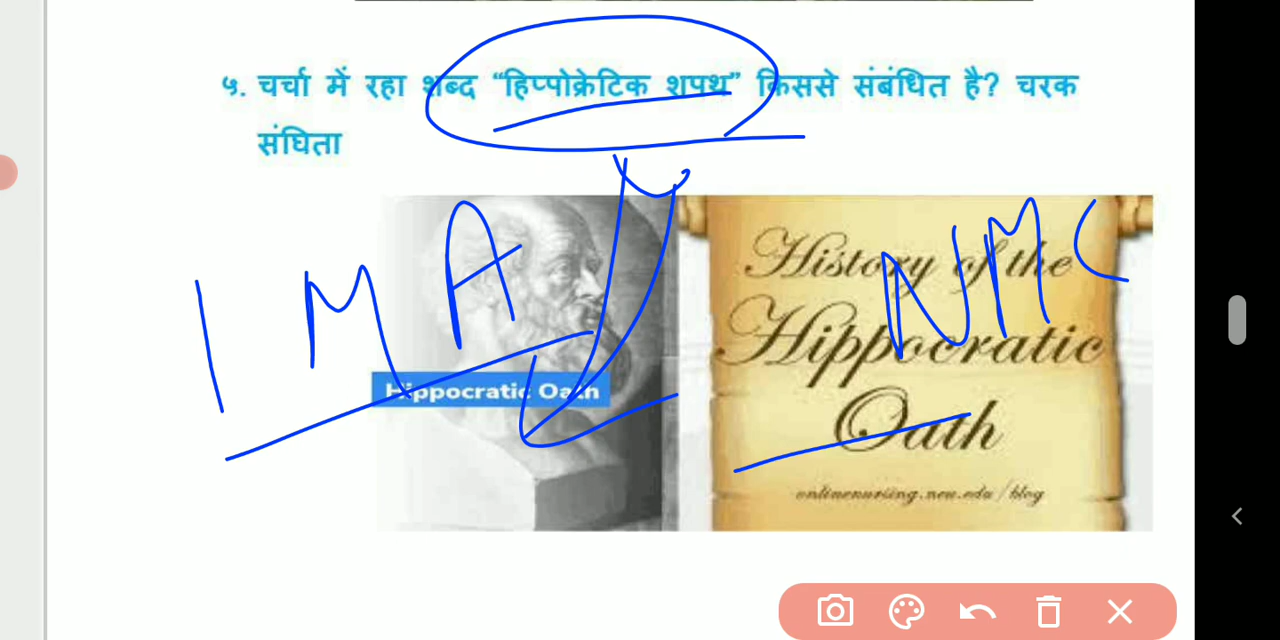 ५. चर्चा में रहा शब्द “हिप्पोक्रेटिक शपथ” किससे संबंधित है? चरक
संघिता
IMA
NMC
Hippocratic Oath
History of the
Hippocratic
Oath
onlinenursing.neu.edu/blog